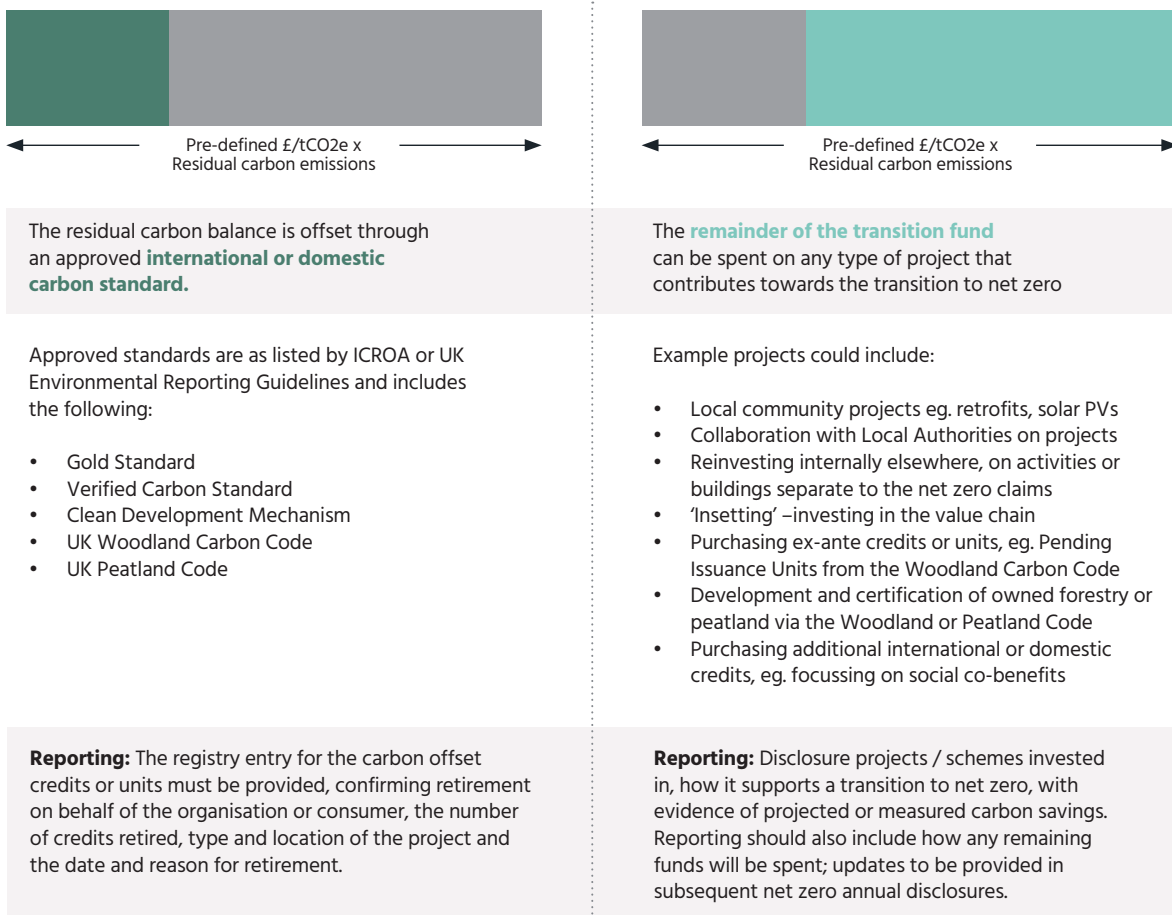 Pre-defined £/tCO2e x
Residual carbon emissions
The residual carbon balance is offset through
an approved international or domestic
carbon standard.
Approved standards are as listed by ICROA or UK
Environmental Reporting Guidelines and includes
the following:
• Gold Standard
• Verified Carbon Standard
• Clean Development Mechanism
• UK Woodland Carbon Code
• UK Peatland Code
Reporting: The registry entry for the carbon offset
credits or units must be provided, confirming retirement
on behalf of the organisation or consumer, the number
of credits retired, type and location of the project and
the date and reason for retirement.
Pre-defined £/tCO2e x
Residual carbon emissions
The remainder of the transition fund
can be spent on any type of project that
contributes towards the transition to net zero
Example projects could include:
• Local community projects eg. retrofits, solar PVs
• Collaboration with Local Authorities on projects
• Reinvesting internally elsewhere, on activities or
buildings separate to the net zero claims
• ‘Insetting’ –investing in the value chain
• Purchasing ex-ante credits or units, eg. Pending
Issuance Units from the Woodland Carbon Code
• Development and certification of owned forestry or
peatland via the Woodland or Peatland Code
• Purchasing additional international or domestic
credits, eg. focussing on social co-benefits
Reporting: Disclosure projects / schemes invested
in, how it supports a transition to net zero, with
evidence of projected or measured carbon savings.
Reporting should also include how any remaining
funds will be spent; updates to be provided in
subsequent net zero annual disclosures.